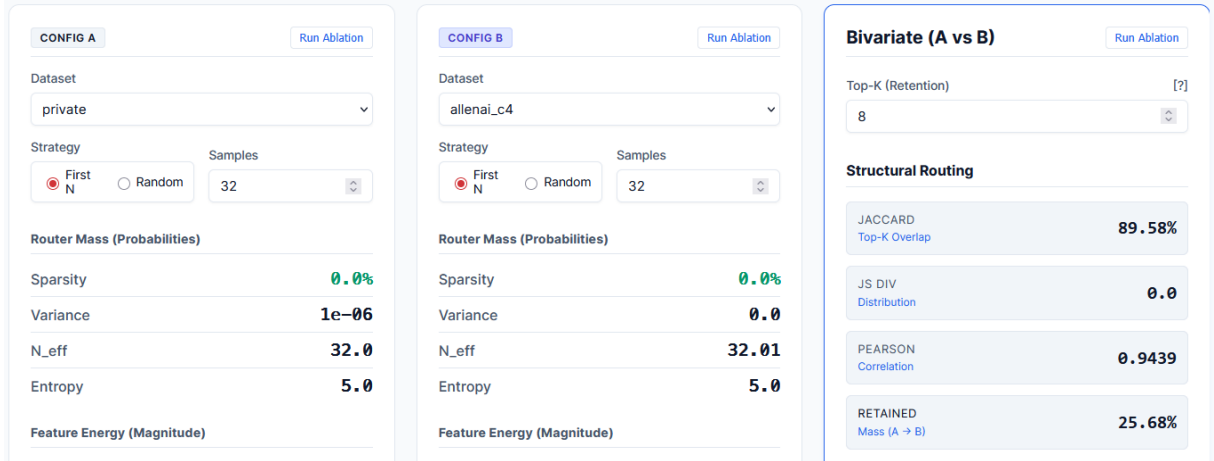 CONFIG A
Run Ablation
Dataset
private
Strategy
Samples
First
N
Random
32
Router Mass (Probabilities)
Sparsity 0.0%
Variance 1e-06
N_eff 32.0
Entropy 5.0
Feature Energy (Magnitude)
CONFIG B
Run Ablation
Dataset
allenai_c4
Strategy
Samples
First
N
Random
32
Router Mass (Probabilities)
Sparsity 0.0%
Variance 0.0
N_eff 32.01
Entropy 5.0
Feature Energy (Magnitude)
Bivariate (A vs B)
Run Ablation
Top-K (Retention) [?]
8
Structural Routing
JACCARD
Top-K Overlap
89.58%
JS DIV
Distribution
0.0
PEARSON
Correlation
0.9439
RETAINED
Mass (A → B)
25.68%